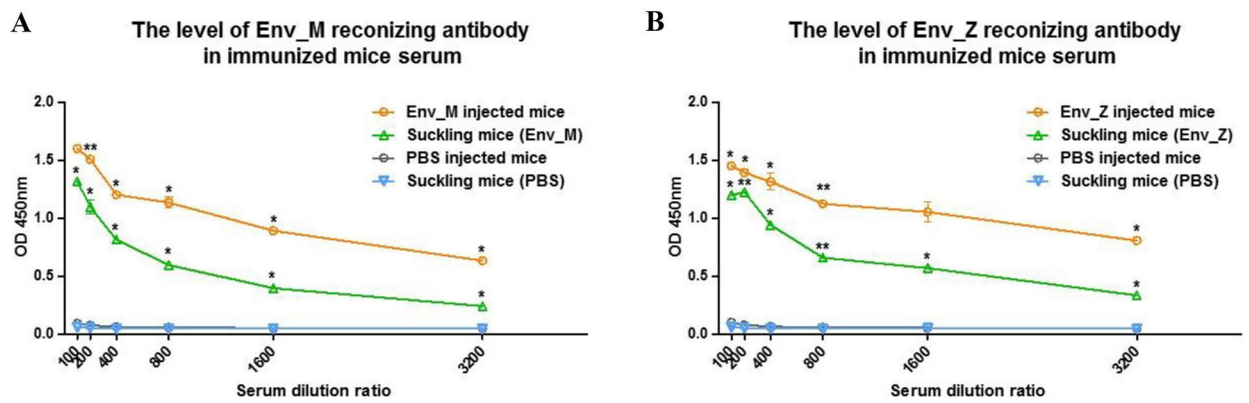 A
The level of Env_M reconizing antibody
in immunized mice serum
2.0
1.5
1.0
0.5
0.0
OD 450nm
Env_M injected mice
Suckling mice (Env_M)
PBS injected mice
Suckling mice (PBS)
**
*
*
*
*
*
*
*
*
*
*
100
200
400
800
1600
3200
Serum dilution ratio
B
The level of Env_Z reconizing antibody
in immunized mice serum
2.0
1.5
1.0
0.5
0.0
OD 450nm
Env_Z injected mice
Suckling mice (Env_Z)
PBS injected mice
Suckling mice (PBS)
*
*
*
**
*
*
**
*
**
*
*
100
200
400
800
1600
3200
Serum dilution ratio